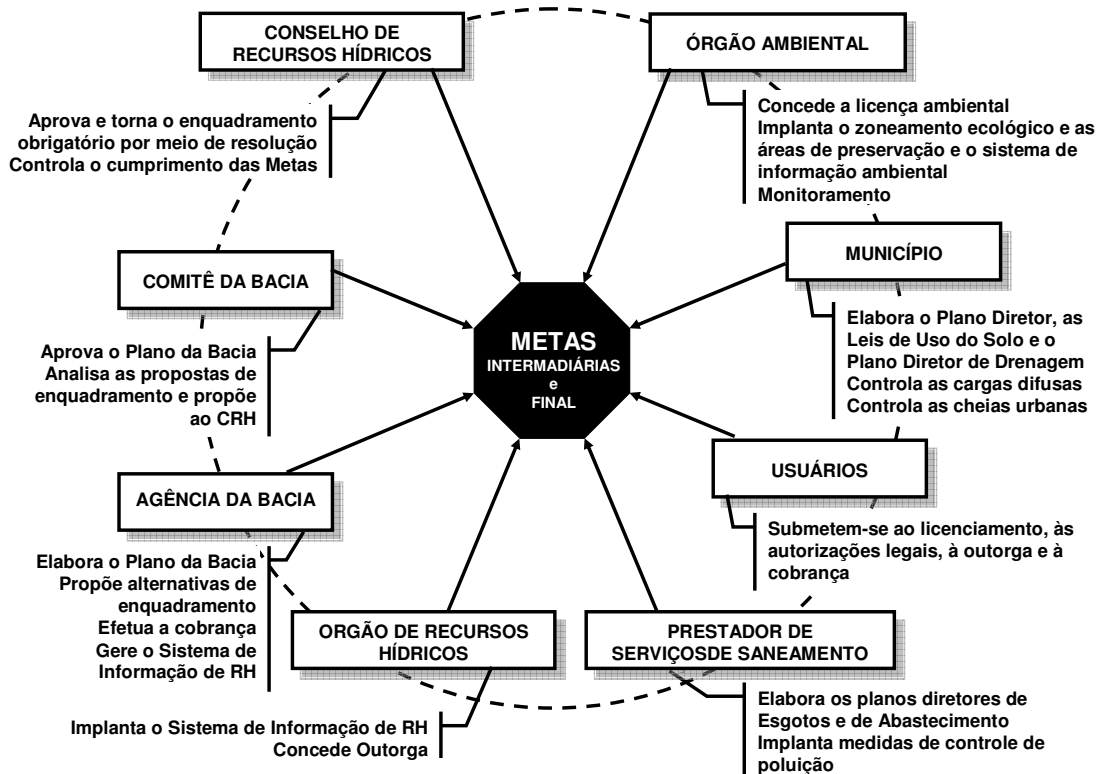 CONSELHO DE
RECURSOS HÍDRICOS
Aprova e torna o enquadramento
obrigatório por meio de resolução
Controla o cumprimento das Metas
ÓRGÃO AMBIENTAL
Concede a licença ambiental
Implanta o zoneamento ecológico e as
áreas de preservação e o sistema de
informação ambiental
Monitoramento
COMITÊ DA BACIA
Aprova o Plano da Bacia
Analisa as propostas de
enquadramento e propõe
ao CRH
METAS
INTERMADIÁRIAS
e
FINAL
MUNICÍPIO
Elabora o Plano Diretor, as
Leis de Uso do Solo e o
Plano Diretor de Drenagem
Controla as cargas difusas
Controla as cheias urbanas
AGÊNCIA DA BACIA
Elabora o Plano da Bacia
Propõe alternativas de
enquadramento
Efetua a cobrança
Gere o Sistema de
Informação de RH
USUÁRIOS
Submetem-se ao licenciamento, às
autorizações legais, à outorga e à
cobrança
ORGÃO DE RECURSOS
HÍDRICOS
Implanta o Sistema de Informação de RH
Concede Outorga
PRESTADOR DE
SERVIÇOSDE SANEAMENTO
Elabora os planos diretores de
Esgotos e de Abastecimento
Implanta medidas de controle de
poluição